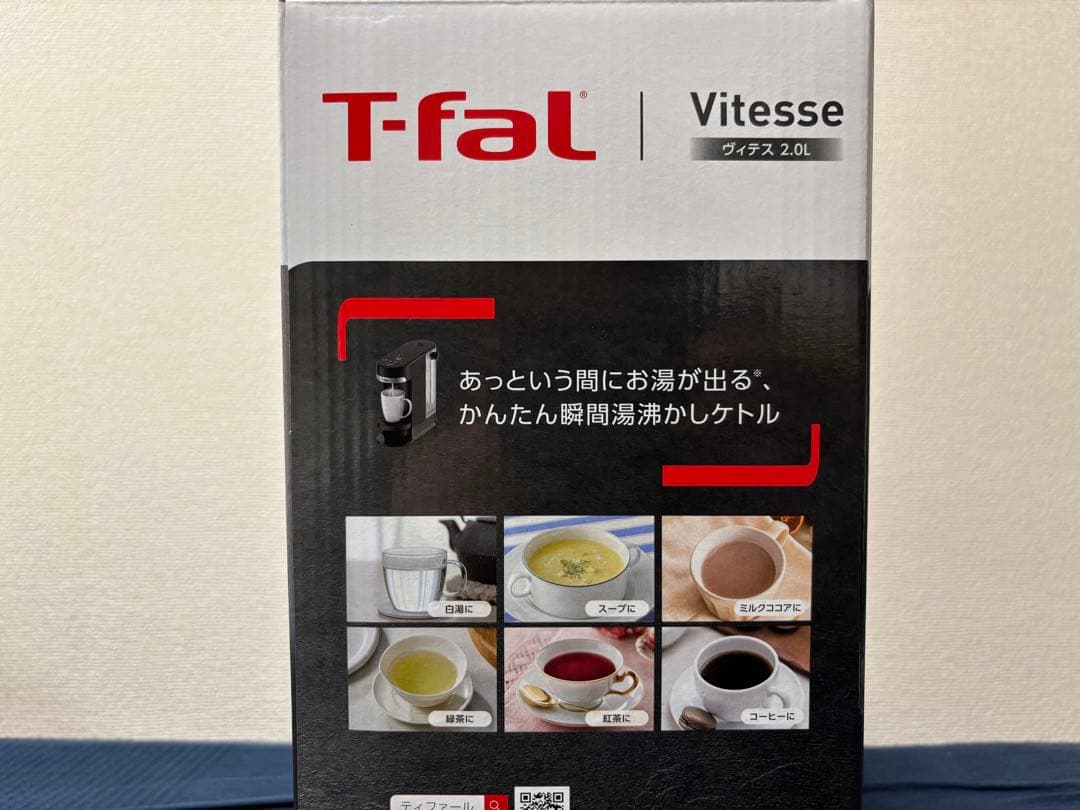 T-fal®
Vitesse
ヴィテス 2.0L
あっという間にお湯が出る※、
かんたん瞬間湯沸かしケトル
白湯に
スープに
ミルクココアに
緑茶に
紅茶に
コーヒーに
ティファール